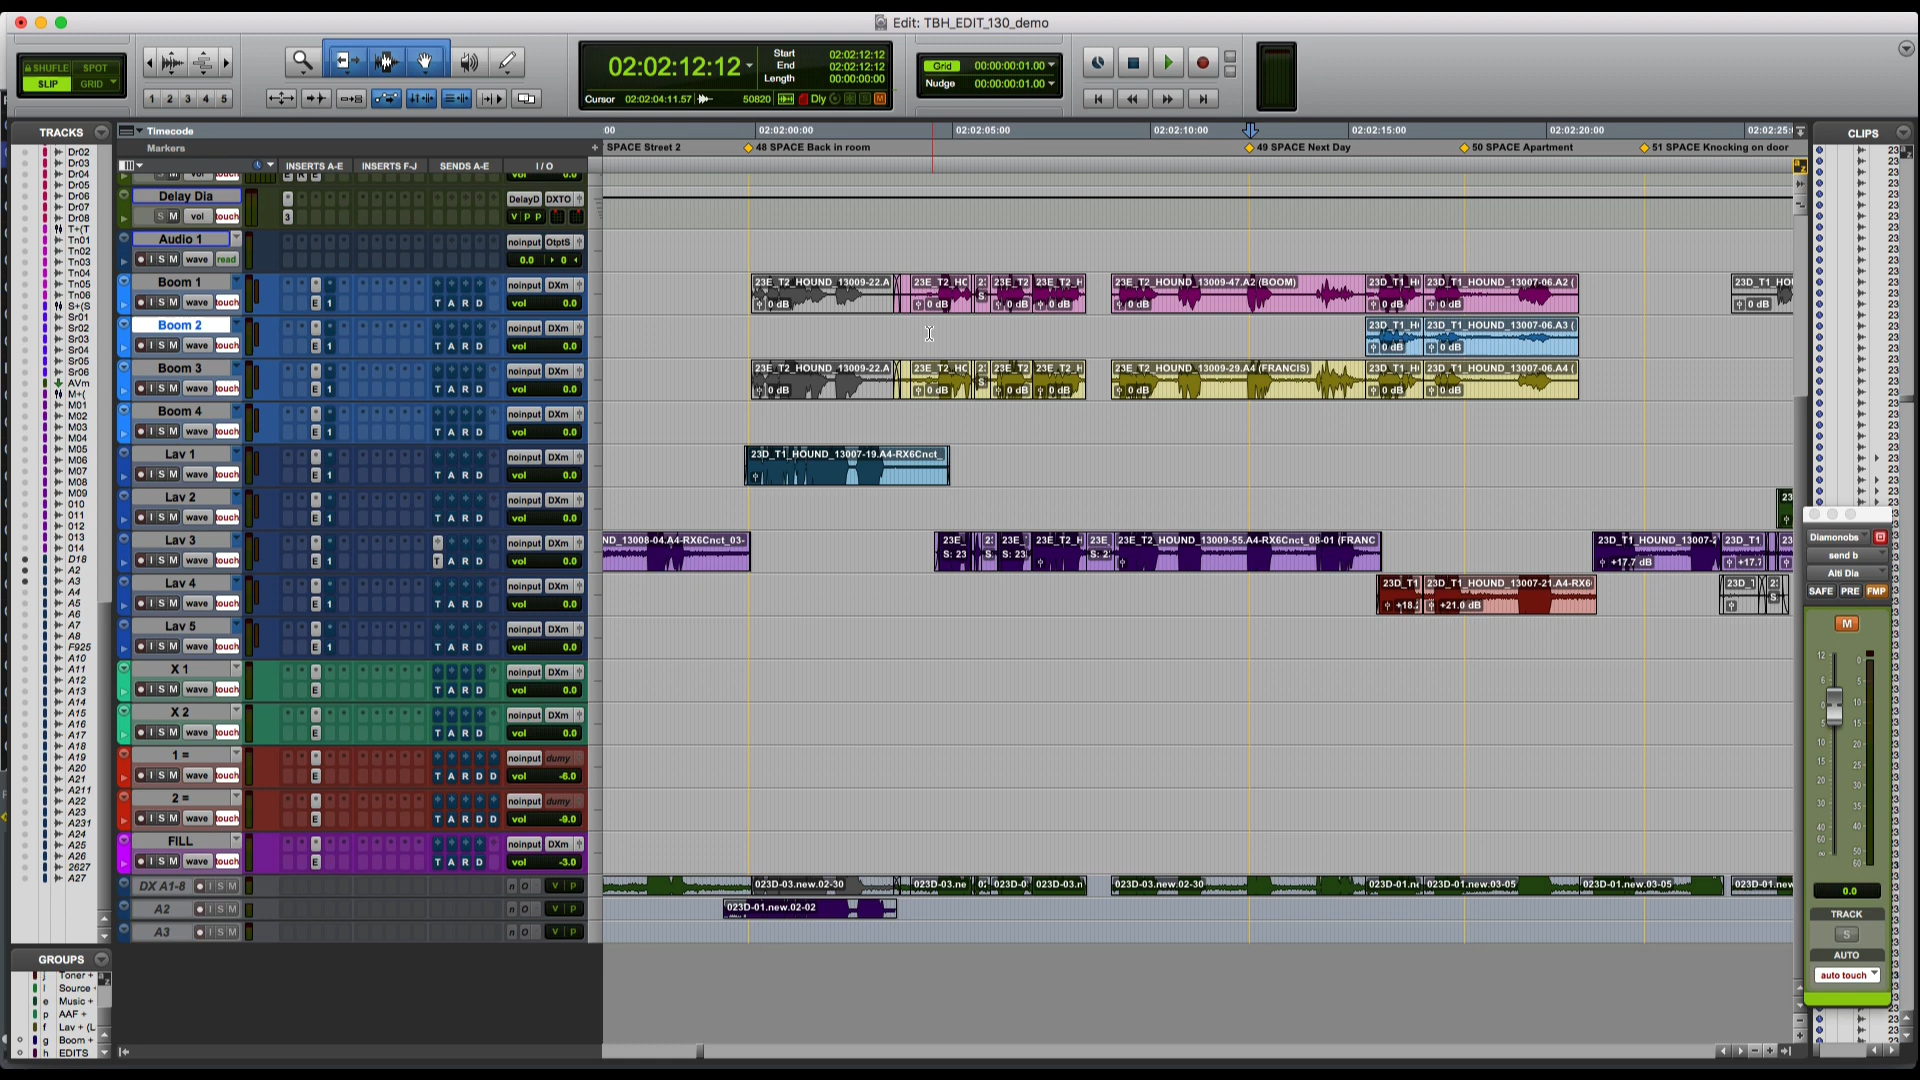 Edit: TBH_EDIT_130_demo
SHUFLE SPOT
SLIP GRID
1 2 3 4 5
02:02:12:12
Start 02:02:12:12
End 02:02:12:12
Length 00:00:00:00
Cursor 02:02:04:11.57 50820 Dly
Grid 00:00:00:01.00
Nudge 00:00:00:01.00
TRACKS
Timecode
Markers
INSERTS A-E INSERTS F-J SENDS A-E I / O
02:02:00:00 02:02:05:00 02:02:10:00 02:02:15:00 02:02:20:00
SPACE Street 2 48 SPACE Back in room 49 SPACE Next Day 50 SPACE Apartment 51 SPACE Knocking on door
CLIPS
Dr02
Dr03
Dr04
Dr05
Dr06
Dr07
Dr08
T+(T
Tn01
Tn02
Tn03
Tn04
Tn05
Tn06
S+(S
Sr01
Sr02
Sr03
Sr04
Sr05
Sr06
AVm
M+(
M01
M02
M03
M04
M05
M06
M07
M08
M09
010
011
012
013
014
D18
A2
A3
A4
A5
A6
A7
A8
F925
A10
A11
A12
A13
A14
A15
A16
A17
A18
A19
A20
A21
A211
A22
A23
A231
A24
A25
A26
2627
A27
Delay Dia DelayD DXTO
S M vol touch 3 V P P
Audio 1 noinput OtptS
I S M wave read 0.0 0
Boom 1 noinput DXm
I S M wave touch E 1 T A R D vol 0.0
23E_T2_HOUND_13009-22.A 23E_T2_HC 23E_T2 23E_T2_H 23E_T2_HOUND_13009-47.A2 (BOOM) 23D_T1_H 23D_T1_HOUND_13007-06.A2 ( 23D_T1_HO
0 dB 0 dB 0 dB 0 dB 0 dB 0 dB 0 dB 0 dB
Boom 2 noinput DXm
I S M wave touch E 1 T A R D vol 0.0
23D_T1_H 23D_T1_HOUND_13007-06.A3 (
0 dB 0 dB
Boom 3 noinput DXm
I S M wave touch E 1 T A R D vol 0.0
23E_T2_HOUND_13009-22.A 23E_T2_HC 23E_T2 23E_T2_H 23E_T2_HOUND_13009-29.A4 (FRANCIS) 23D_T1_H 23D_T1_HOUND_13007-06.A4 (
0 dB 0 dB 0 dB 0 dB 0 dB 0 dB 0 dB
Boom 4 noinput DXm
I S M wave touch E 1 T A R D vol 0.0
Lav 1 noinput DXm
I S M wave touch E 1 T A R D vol 0.0
23D_T1_HOUND_13007-19.A4-RX6Cnct_
Lav 2 noinput DXm
I S M wave touch E 1 T A R D vol 0.0
23
Lav 3 noinput DXm
I S M wave touch E 1 T A R D vol 0.0
ND_13008-04.A4-RX6Cnct_03- 23E_ 23E_ 23E_T2_H 23E_ 23E_T2_HOUND_13009-55.A4-RX6Cnct_08-01 (FRANC 23D_T1_HOUND_13007-2 23D_T1 23
S: 23 S: 23 +17.7 dB +17.7
Lav 4 noinput DXm
I S M wave touch E 1 T A R D vol 0.0
23D_T1 23D_T1_HOUND_13007-21.A4-RX6 23D_1
+18. +21.0 dB
Lav 5 noinput DXm
I S M wave touch E 1 T A R D vol 0.0
X 1 noinput DXm
I S M wave touch E T A R D vol 0.0
X 2 noinput DXm
I S M wave touch E T A R D vol 0.0
1 = noinput dumy
I S M wave touch E T A R D D vol -6.0
2 = noinput dumy
I S M wave touch E T A R D D vol -9.0
FILL noinput DXm
I S M wave touch E T A R D vol -3.0
DX A1-8 I S M n O V P
023D-03.new.02-30 023D-03.ne 023D-0 023D-03.n 023D-03.new.02-30 023D-01.n 023D-01.new.03-05 023D-01.new.03-05 023D-01.new
A2 I S M n O V P
023D-01.new.02-02
A3 I S M n O V P
GROUPS
j Toner +
l Source
e Music +
p AAF +
f Lav + (L
g Boom +
h EDITS
Diamonobs
send b
Alti Dia
SAFE PRE FMP
M
0.0
TRACK
S
AUTO
auto touch